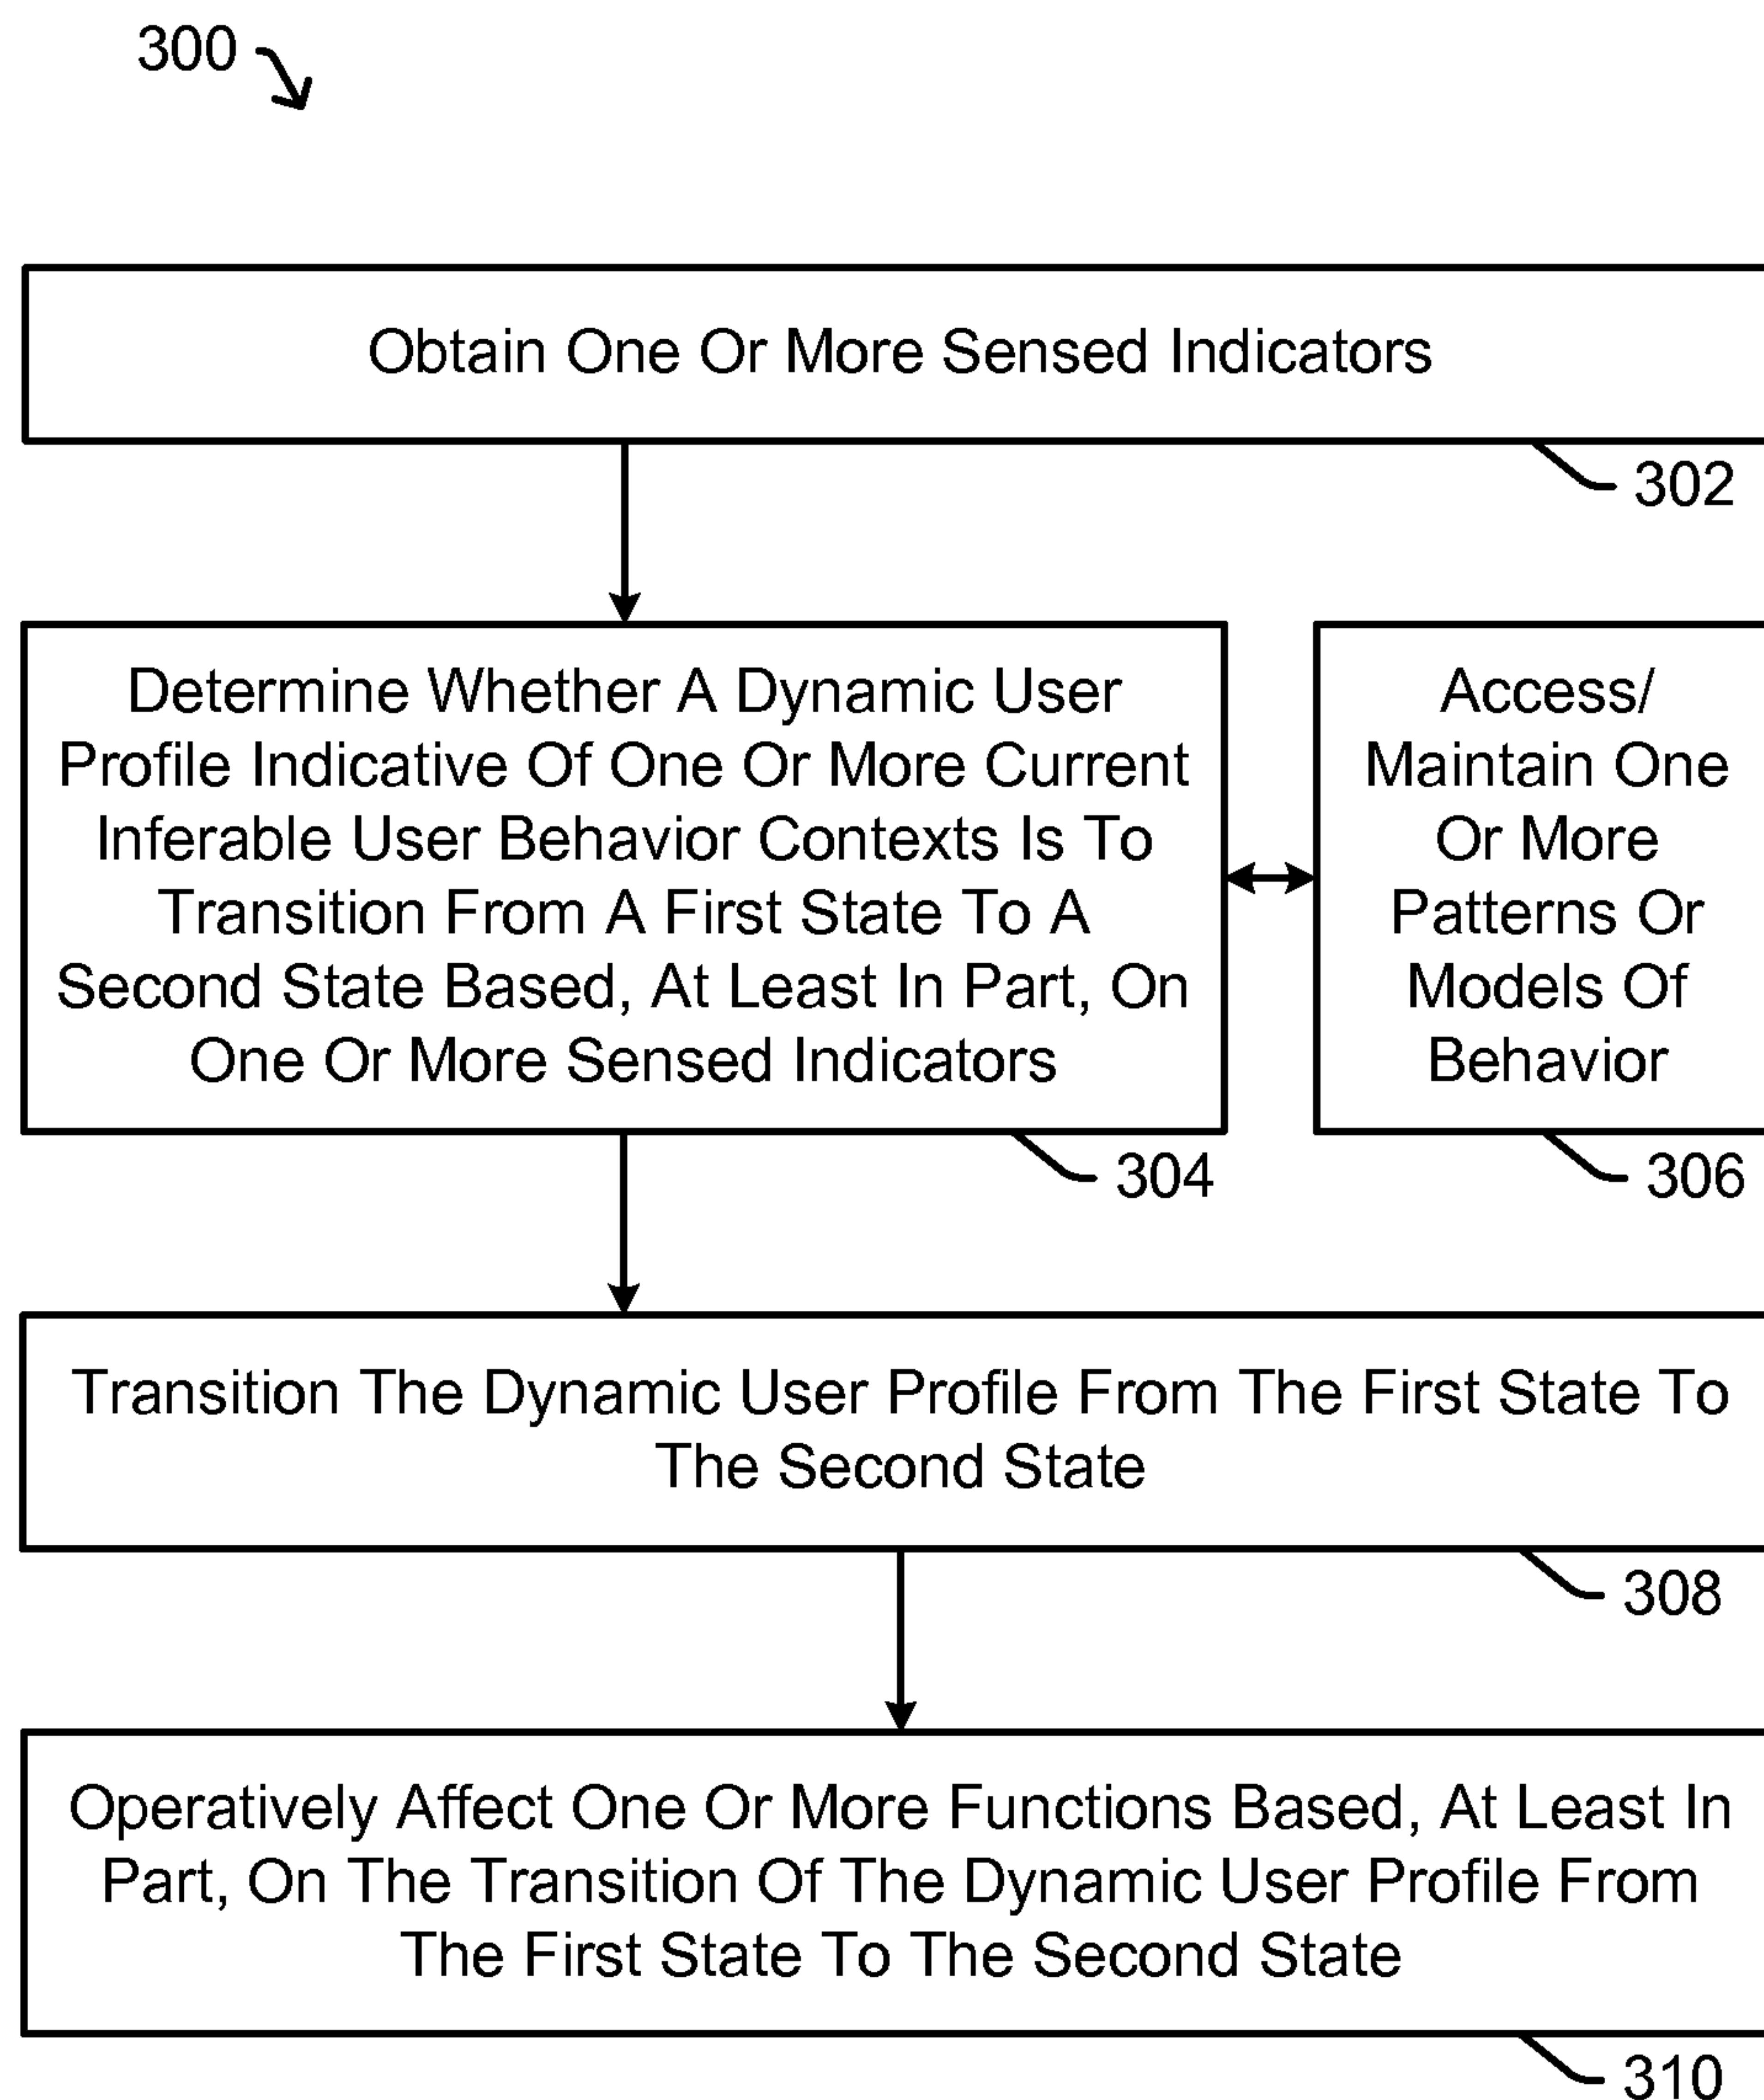 300
Obtain One Or More Sensed Indicators
302
Determine Whether A Dynamic User
Profile Indicative Of One Or More Current
Inferable User Behavior Contexts Is To
Transition From A First State To A
Second State Based, At Least In Part, On
One Or More Sensed Indicators
304
Access/
Maintain One
Or More
Patterns Or
Models Of
Behavior
306
Transition The Dynamic User Profile From The First State To
The Second State
308
Operatively Affect One Or More Functions Based, At Least In
Part, On The Transition Of The Dynamic User Profile From
The First State To The Second State
310